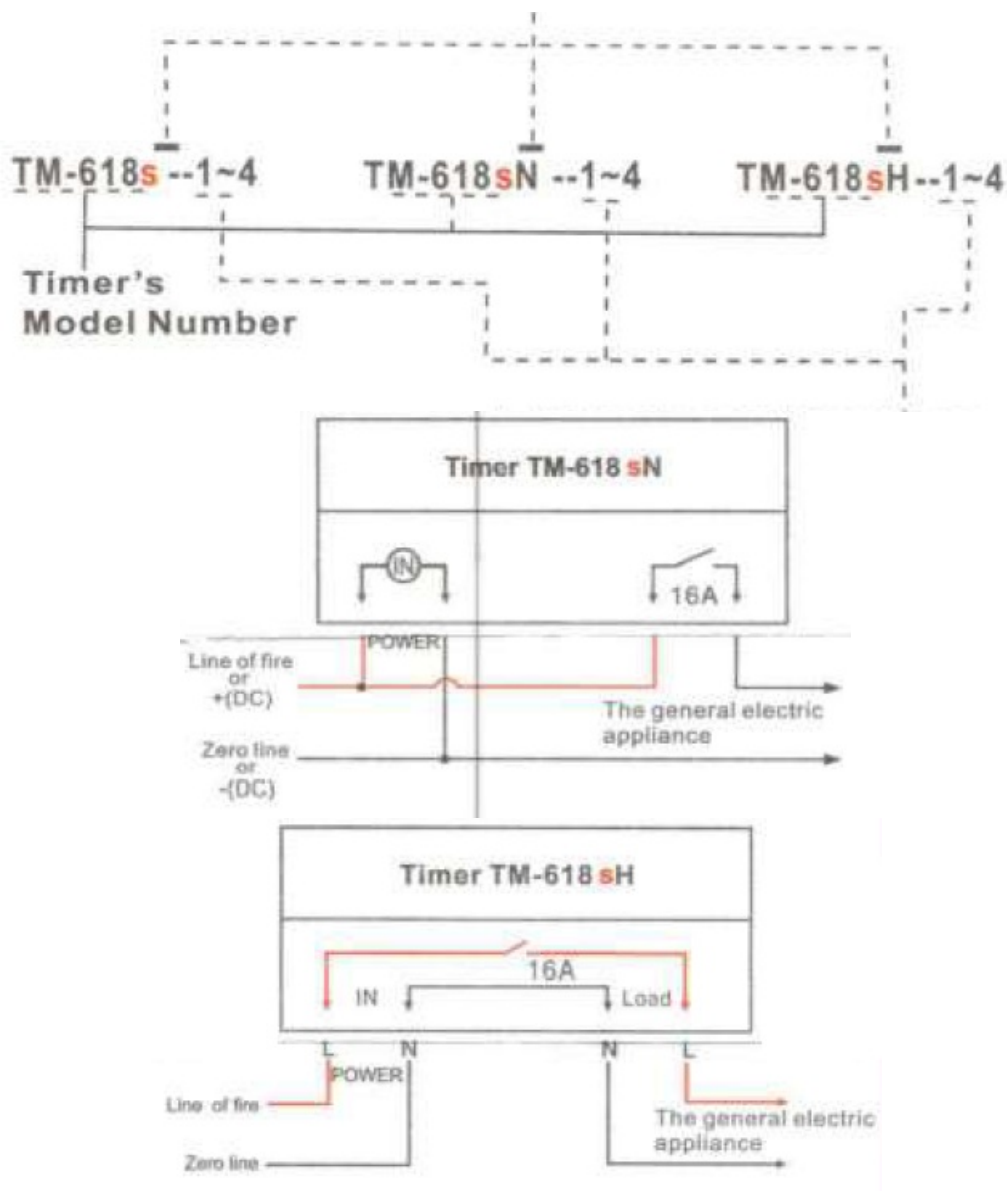 TM-618s --1~4 TM-618sN --1~4 TM-618sH--1~4
Timer's
Model Number
Timer TM-618 sN
IN
16A
POWER
Line of fire
or
+(DC)
The general electric
appliance
Zero line
or
-(DC)
Timer TM-618 sH
16A
IN Load
L N N L
POWER
Line of fire
The general electric
appliance
Zero line